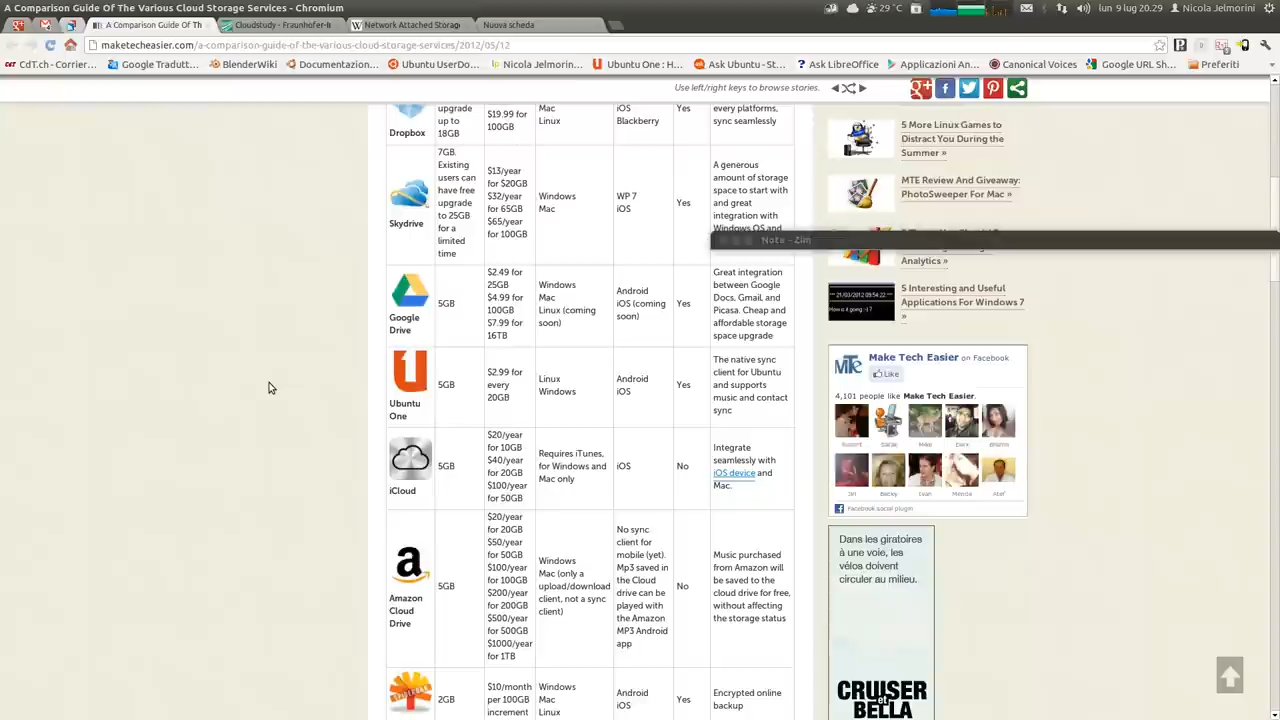 A Comparison Guide Of The Various Cloud Storage Services - Chromium
29 °C
lun 9 lug 20.29
Nicola Jelmorini
A Comparison Guide Of Th
Cloudstudy - Fraunhofer-I
Network Attached Storag
Nuova scheda
maketecheasier.com/a-comparison-guide-of-the-various-cloud-storage-services/2012/05/12
CdT.ch - Corrier...
Google Tradutt...
BlenderWiki
Documentazion...
Ubuntu UserDo...
Nicola Jelmorin...
Ubuntu One : H...
Ask Ubuntu - St...
Ask LibreOffice
Applicazioni An...
Canonical Voices
Google URL Sh...
Preferiti
Use left/right keys to browse stories.
Dropbox
upgrade
up to
18GB
$19.99 for
100GB
Mac
Linux
iOS
Blackberry
Yes
every platforms,
sync seamlessly
Skydrive
7GB.
Existing
users can
have free
upgrade
to 25GB
for a
limited
time
$13/year
for $20GB
$32/year
for 65GB
$65/year
for 100GB
Windows
Mac
WP 7
iOS
Yes
A generous
amount of storage
space to start with
and great
integration with
Windows OS and
Google
Drive
5GB
$2.49 for
25GB
$4.99 for
100GB
$7.99 for
16TB
Windows
Mac
Linux (coming
soon)
Android
iOS (coming
soon)
Yes
Great integration
between Google
Docs, Gmail, and
Picasa. Cheap and
affordable storage
space upgrade
Ubuntu
One
5GB
$2.99 for
every
20GB
Linux
Windows
Android
iOS
Yes
The native sync
client for Ubuntu
and supports
music and contact
sync
iCloud
5GB
$20/year
for 10GB
$40/year
for 20GB
$100/year
for 50GB
Requires iTunes,
for Windows and
Mac only
iOS
No
Integrate
seamlessly with
iOS device and
Mac.
Amazon
Cloud
Drive
5GB
$20/year
for 20GB
$50/year
for 50GB
$100/year
for 100GB
$200/year
for 200GB
$500/year
for 500GB
$1000/year
for 1TB
Windows
Mac (only a
upload/download
client, not a sync
client)
No sync
client for
mobile (yet).
Mp3 saved in
the Cloud
drive can be
played with
the Amazon
MP3 Android
app
No
Music purchased
from Amazon will
be saved to the
cloud drive for free,
without affecting
the storage status
2GB
$10/month
per 100GB
increment
Windows
Mac
Linux
Android
iOS
Yes
Encrypted online
backup
5 More Linux Games to
Distract You During the
Summer »
MTE Review And Giveaway:
PhotoSweeper For Mac »
Note - Zim
Analytics »
5 Interesting and Useful
Applications For Windows 7
»
Make Tech Easier on Facebook
Like
4,101 people like Make Tech Easier.
Facebook social plugin
Dans les giratoires
à une voie, les
vélos doivent
circuler au milieu.
CRUISER
et
BELLA